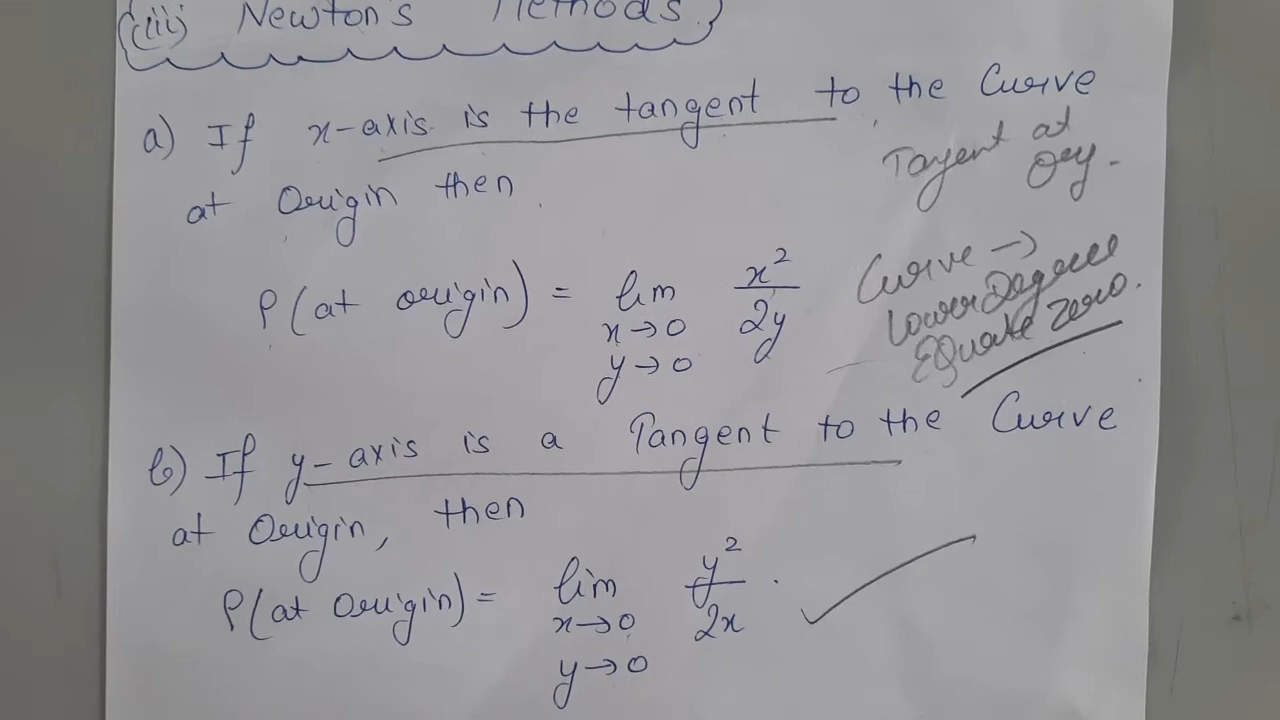 (iii) Newton's Methods
a) If x-axis is the tangent to the Curve
at Origin then
Tangent at
Org.
ρ(at origin) = lim x²/2y
x→0
y→0
Curve →
Lower Degree
EQuate zero.
b) If y-axis is a Tangent to the Curve
at Origin, then
ρ(at Origin) = lim y²/2x.
x→0
y→0